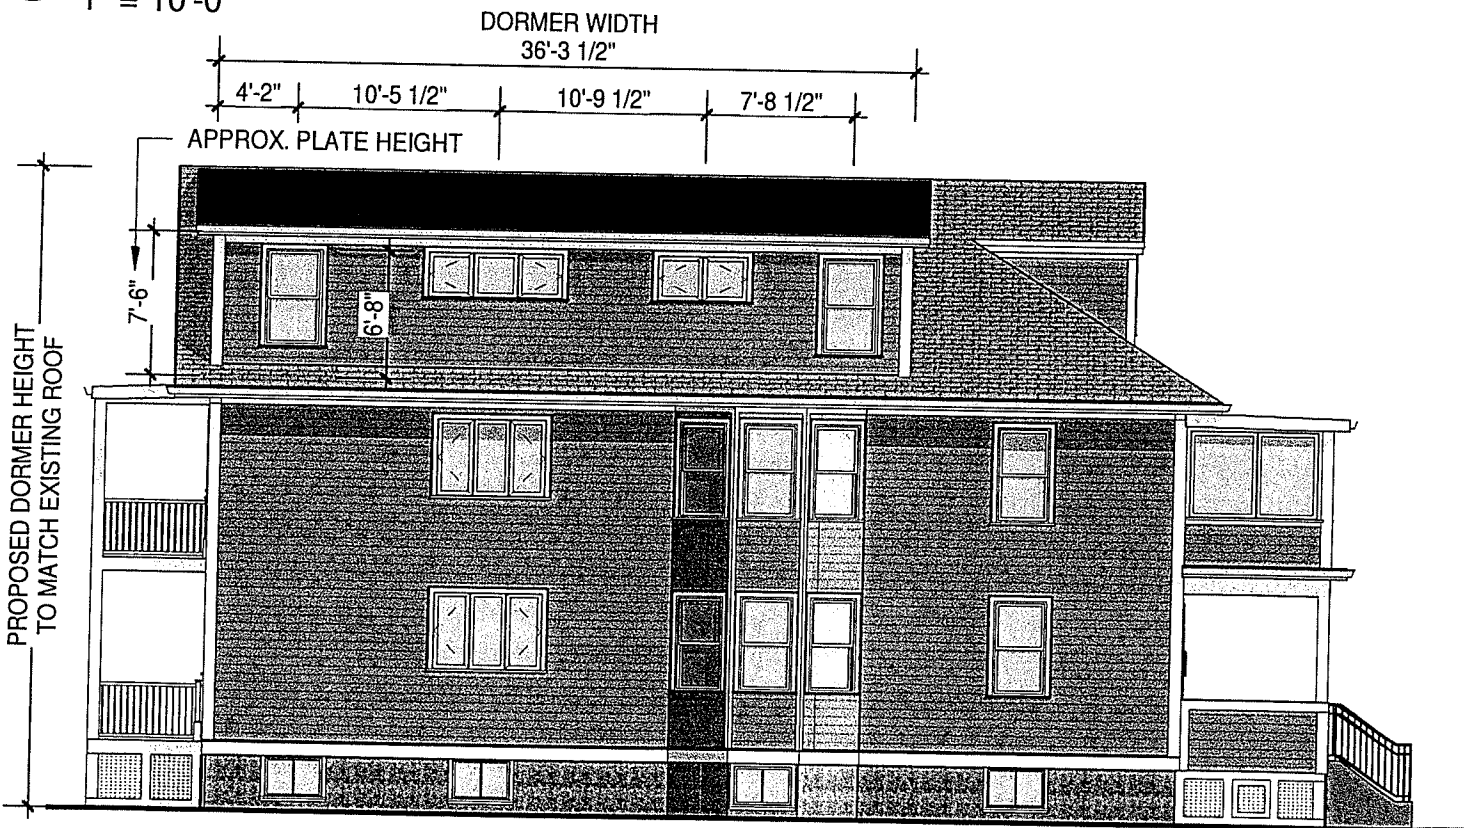 1" = 10'-0"
DORMER WIDTH
36'-3 1/2"
4'-2"
10'-5 1/2"
10'-9 1/2"
7'-8 1/2"
APPROX. PLATE HEIGHT
7'-6"
6'-8"
PROPOSED DORMER HEIGHT
TO MATCH EXISTING ROOF